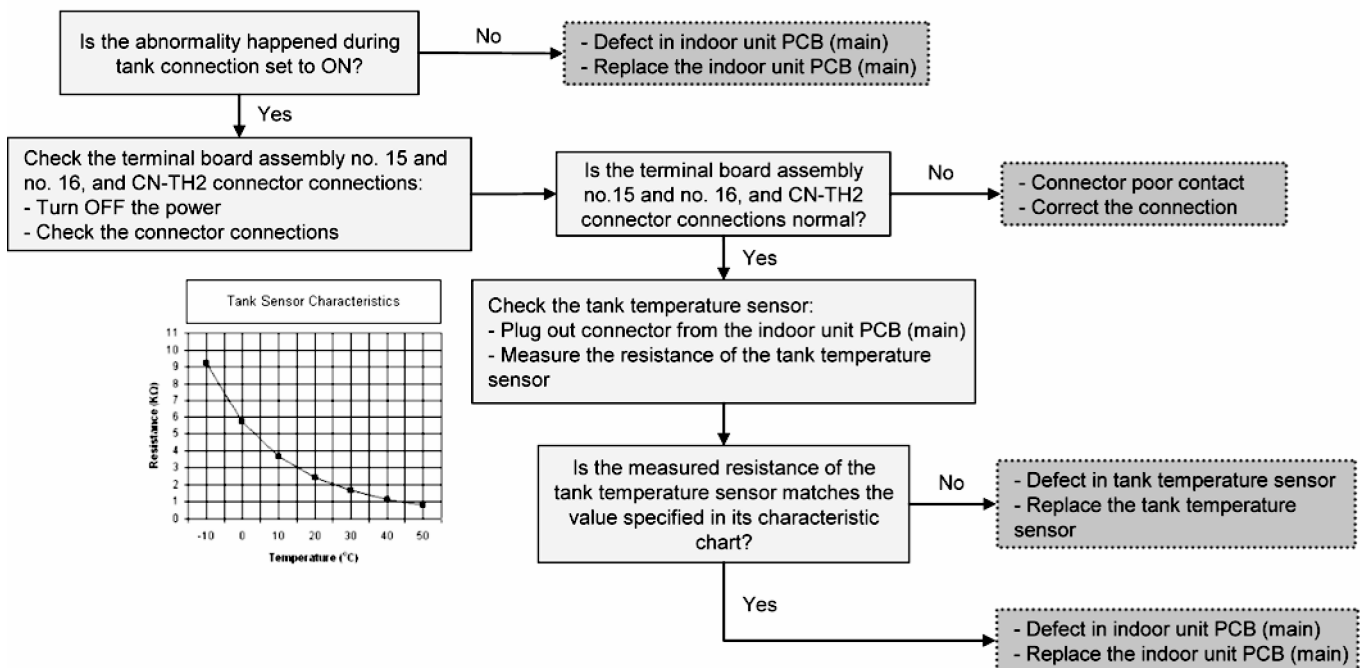 Is the abnormality happened during
tank connection set to ON?
No
- Defect in indoor unit PCB (main)
- Replace the indoor unit PCB (main)
Yes
Check the terminal board assembly no. 15 and
no. 16, and CN-TH2 connector connections:
- Turn OFF the power
- Check the connector connections
Is the terminal board assembly
no.15 and no. 16, and CN-TH2
connector connections normal?
No
- Connector poor contact
- Correct the connection
Yes
Tank Sensor Characteristics
11
10
9
8
7
6
5
4
3
2
1
0
Resistance (KΩ)
-10 0 10 20 30 40 50
Temperature (°C)
Check the tank temperature sensor:
- Plug out connector from the indoor unit PCB (main)
- Measure the resistance of the tank temperature
sensor
Is the measured resistance of the
tank temperature sensor matches the
value specified in its characteristic
chart?
No
- Defect in tank temperature sensor
- Replace the tank temperature
sensor
Yes
- Defect in indoor unit PCB (main)
- Replace the indoor unit PCB (main)